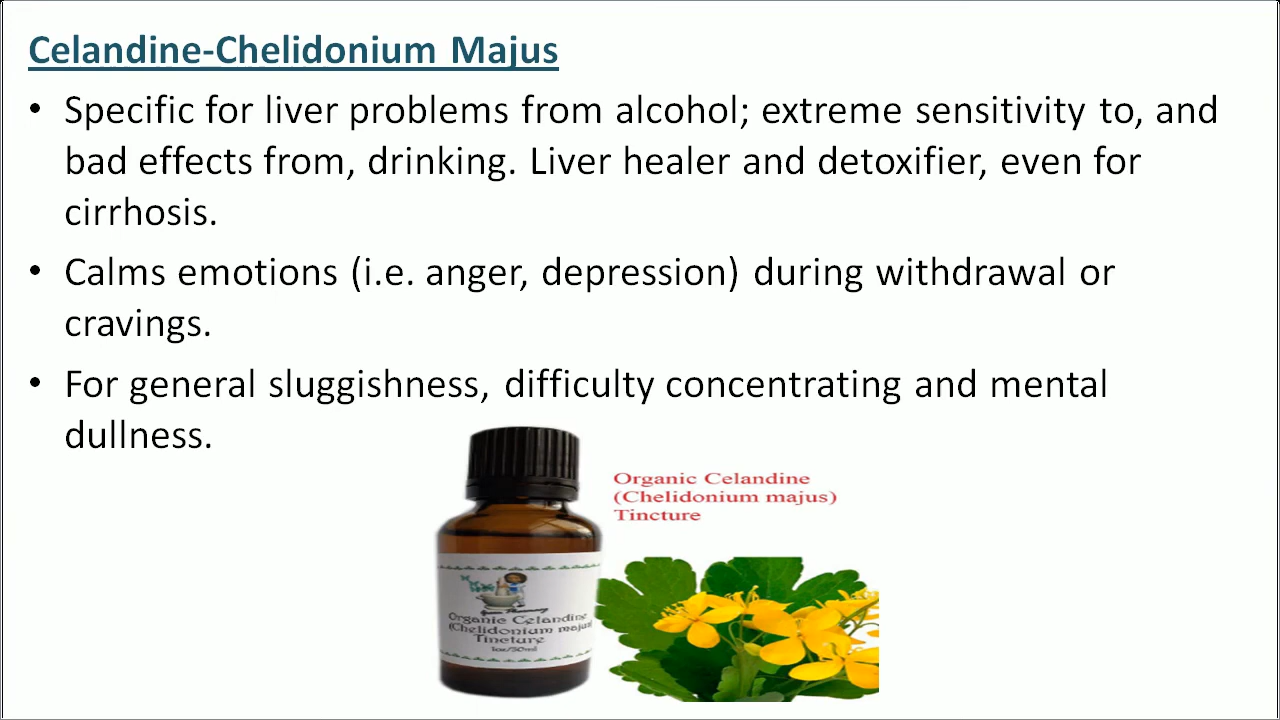 Celandine-Chelidonium Majus
• Specific for liver problems from alcohol; extreme sensitivity to, and
bad effects from, drinking. Liver healer and detoxifier, even for
cirrhosis.
• Calms emotions (i.e. anger, depression) during withdrawal or
cravings.
• For general sluggishness, difficulty concentrating and mental
dullness.
Organic Celandine
(Chelidonium majus)
Tincture
Organic Celandine
(Chelidonium majus)
Tincture
1oz/30ml